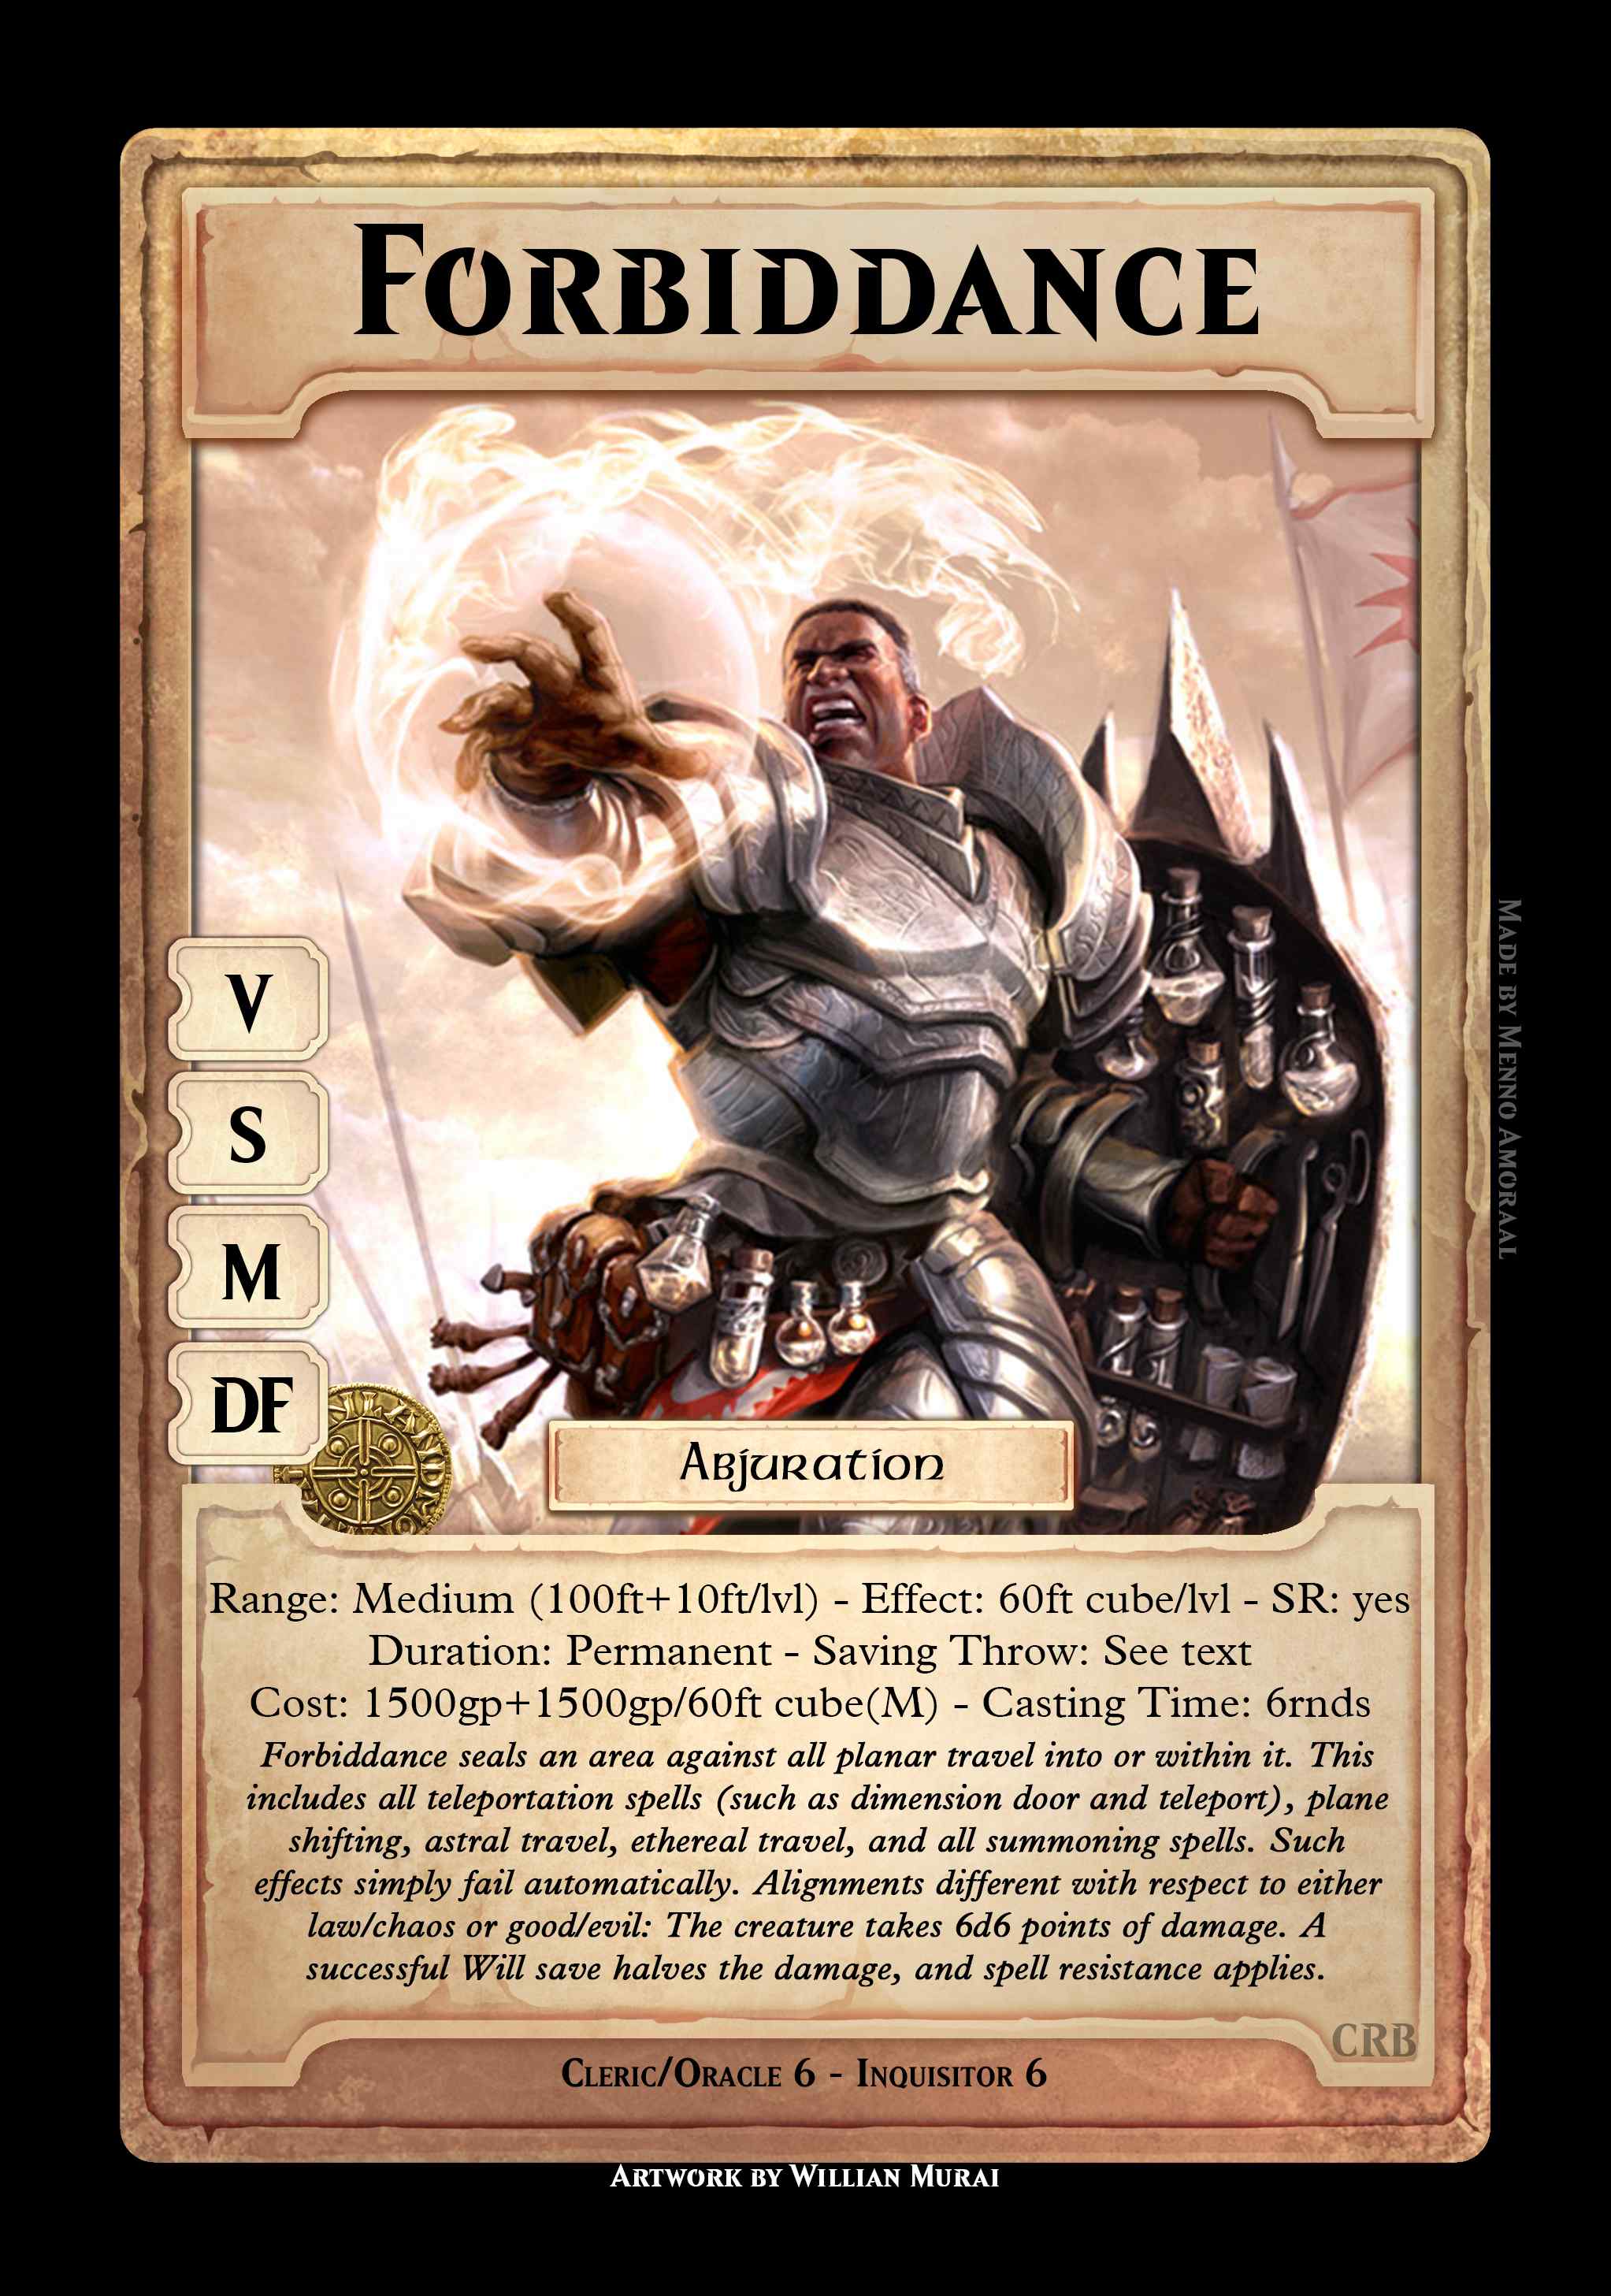 Forbiddance
V
S
M
DF
Abjuration
Range: Medium (100ft+10ft/lvl) - Effect: 60ft cube/lvl - SR: yes
Duration: Permanent - Saving Throw: See text
Cost: 1500gp+1500gp/60ft cube(M) - Casting Time: 6rnds
Forbiddance seals an area against all planar travel into or within it. This
includes all teleportation spells (such as dimension door and teleport), plane
shifting, astral travel, ethereal travel, and all summoning spells. Such
effects simply fail automatically. Alignments different with respect to either
law/chaos or good/evil: The creature takes 6d6 points of damage. A
successful Will save halves the damage, and spell resistance applies.
CRB
Cleric/Oracle 6 - Inquisitor 6
Artwork by Willian Murai
Made by Menno Amoraal